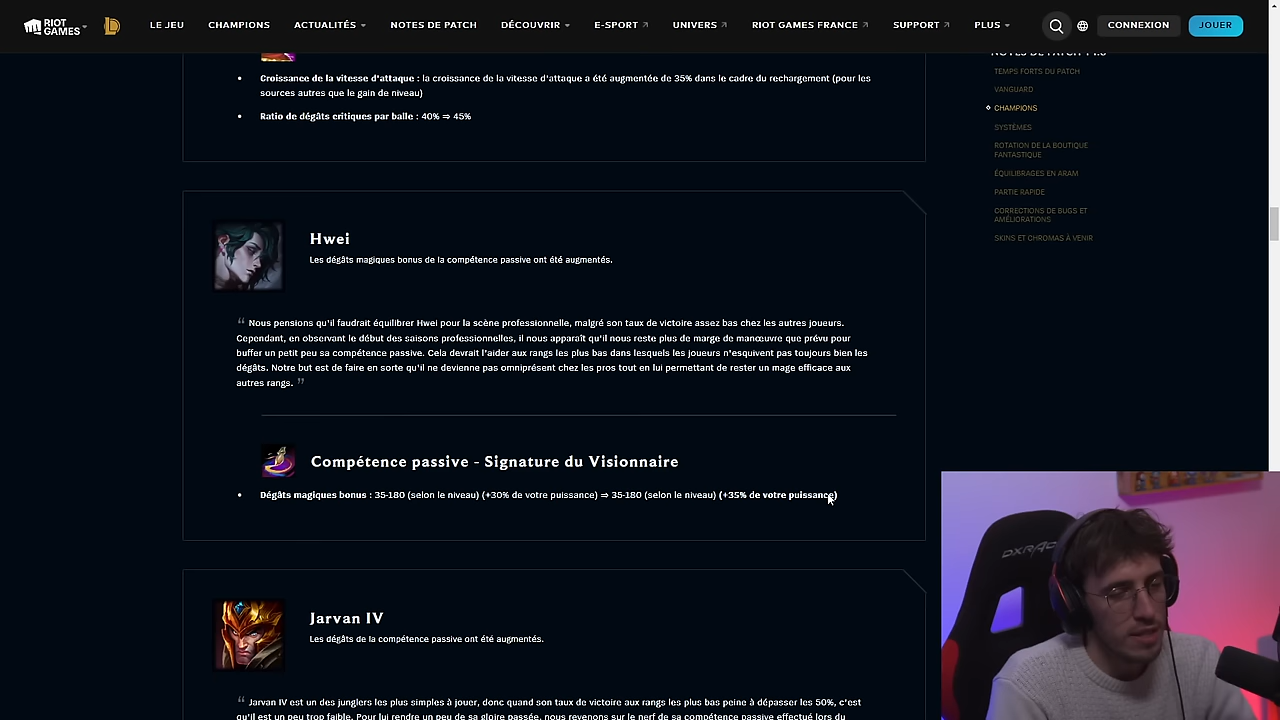 RIOT GAMES
LE JEU
CHAMPIONS
ACTUALITÉS
NOTES DE PATCH
DÉCOUVRIR
E-SPORT
UNIVERS
RIOT GAMES FRANCE
SUPPORT
PLUS
CONNEXION
JOUER
Croissance de la vitesse d'attaque : la croissance de la vitesse d'attaque a été augmentée de 35% dans le cadre du rechargement (pour les
sources autres que le gain de niveau)
Ratio de dégâts critiques par balle : 40% ⇒ 45%
Hwei
Les dégâts magiques bonus de la compétence passive ont été augmentés.
“ Nous pensions qu'il faudrait équilibrer Hwei pour la scène professionnelle, malgré son taux de victoire assez bas chez les autres joueurs.
Cependant, en observant le début des saisons professionnelles, il nous apparaît qu'il nous reste plus de marge de manœuvre que prévu pour
buffer un petit peu sa compétence passive. Cela devrait l'aider aux rangs les plus bas dans lesquels les joueurs n'esquivent pas toujours bien les
dégâts. Notre but est de faire en sorte qu'il ne devienne pas omniprésent chez les pros tout en lui permettant de rester un mage efficace aux
autres rangs. ”
Compétence passive - Signature du Visionnaire
Dégâts magiques bonus : 35-180 (selon le niveau) (+30% de votre puissance) ⇒ 35-180 (selon le niveau) (+35% de votre puissance)
Jarvan IV
Les dégâts de la compétence passive ont été augmentés.
“ Jarvan IV est un des junglers les plus simples à jouer, donc quand son taux de victoire aux rangs les plus bas peine à dépasser les 50%, c'est
qu'il est un peu trop faible. Pour lui rendre un peu de sa gloire passée, nous revenons sur le nerf de sa compétence passive effectué lors du
NOTES DE PATCH
TEMPS FORTS DU PATCH
VANGUARD
CHAMPIONS
SYSTÈMES
ROTATION DE LA BOUTIQUE
FANTASTIQUE
ÉQUILIBRAGES EN ARAM
PARTIE RAPIDE
CORRECTIONS DE BUGS ET
AMÉLIORATIONS
SKINS ET CHROMAS À VENIR